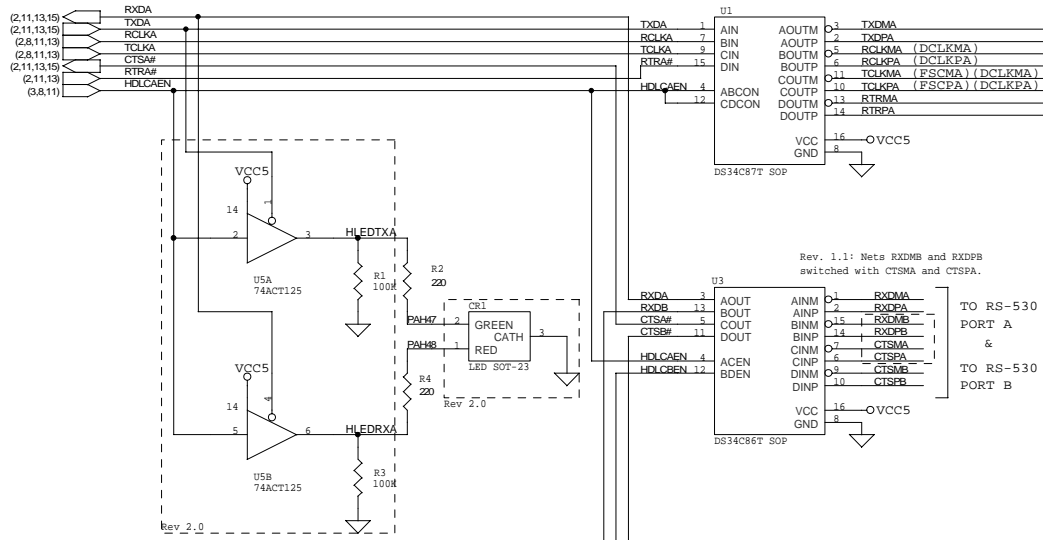 (2,11,13,15) RXDA
(2,11,13,15) TXDA
(2,8,11,13) RCLKA
(2,8,11,13) TCLKA
(2,11,13,15) CTSA#
(2,11,13) RTRA#
(3,8,11) HDLCAEN
U1
TXDA 1 AIN AOUTM 3 TXDMA
RCLKA 7 BIN AOUTP 2 TXDPA
TCLKA 9 CIN BOUTM 5 RCLKMA (DCLKMA)
RTRA# 15 DIN BOUTP 6 RCLKPA (DCLKPA)
COUTM 11 TCLKMA (FSCMA)(DCLKMA)
HDLCAEN 4 ABCON COUTP 10 TCLKPA (FSCPA)(DCLKPA)
12 CDCON DOUTM 13 RTRMA
DOUTP 14 RTRPA
VCC 16 VCC5
GND 8
DS34C87T SOP
VCC5
14
1
2
3
HLEDTXA
U5A
74ACT125
R1
100K
R2
220
PAH47 2
PAH48 1
CR1
GREEN
CATH 3
RED
LED SOT-23
Rev 2.0
R4
220
14
4
5
6
HLEDRXA
U5B
74ACT125
R3
100K
Rev 2.0
Rev. 1.1: Nets RXDMB and RXDPB
switched with CTSMA and CTSPA.
U3
RXDA 3 AOUT AINM 1 RXDMA
RXDB 13 BOUT AINP 2 RXDPA
CTSA# 5 COUT BINM 15 RXDMB
CTSB# 11 DOUT BINP 14 RXDPB
CINM 7 CTSMA
HDLCAEN 4 ACEN CINP 6 CTSPA
HDLCBEN 12 BDEN DINM 9 CTSMB
DINP 10 CTSPB
VCC 16 VCC5
GND 8
DS34C86T SOP
TO RS-530
PORT A
&
TO RS-530
PORT B